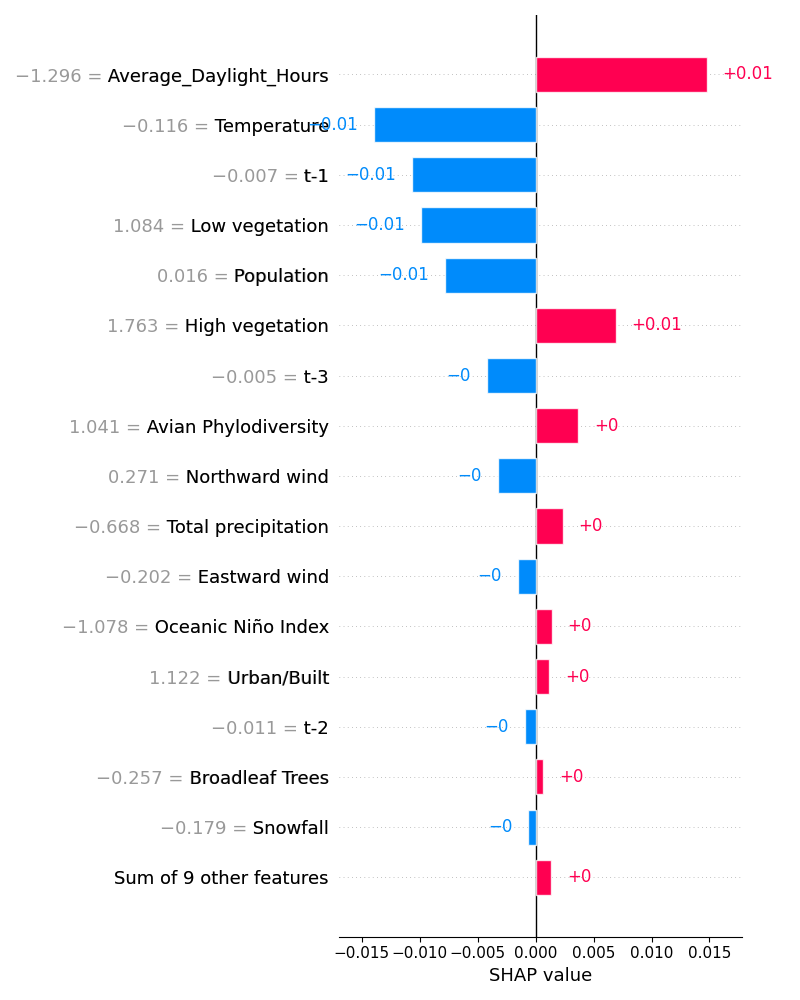 −1.296 = Average_Daylight_Hours +0.01
−0.116 = Temperature −0.01
−0.007 = t-1 −0.01
1.084 = Low vegetation −0.01
0.016 = Population −0.01
1.763 = High vegetation +0.01
−0.005 = t-3 −0
1.041 = Avian Phylodiversity +0
0.271 = Northward wind −0
−0.668 = Total precipitation +0
−0.202 = Eastward wind −0
−1.078 = Oceanic Niño Index +0
1.122 = Urban/Built +0
−0.011 = t-2 −0
−0.257 = Broadleaf Trees +0
−0.179 = Snowfall −0
Sum of 9 other features +0
−0.015 −0.010 −0.005 0.000 0.005 0.010 0.015
SHAP value